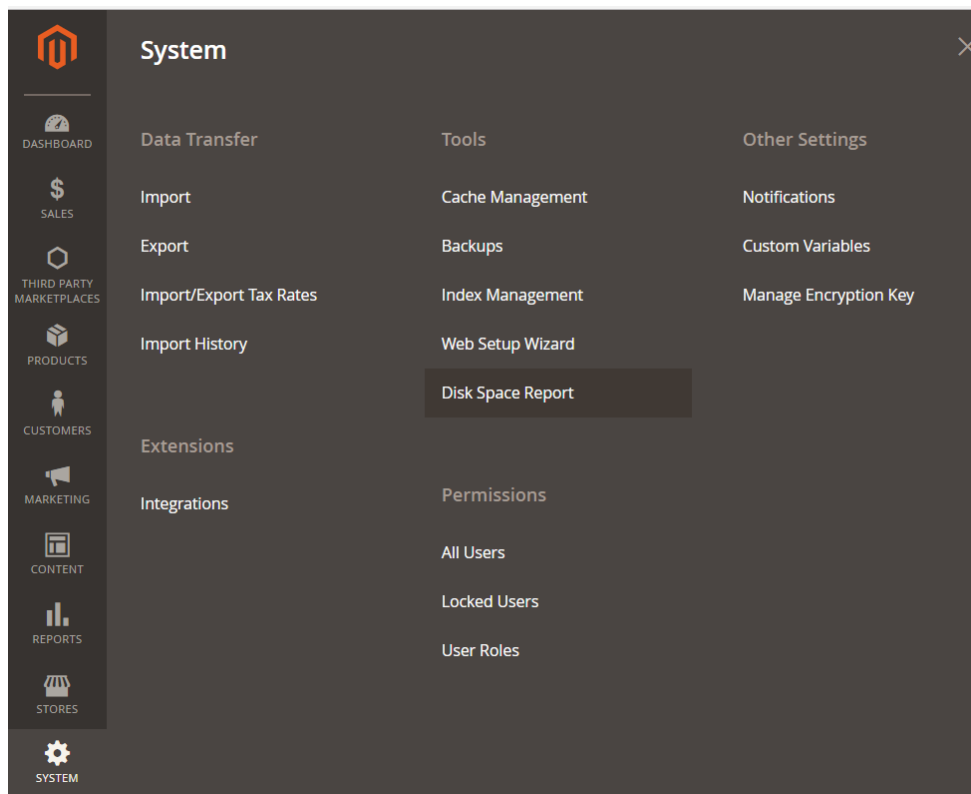 System
DASHBOARD
SALES
THIRD PARTY
MARKETPLACES
PRODUCTS
CUSTOMERS
MARKETING
CONTENT
REPORTS
STORES
SYSTEM
Data Transfer
Import
Export
Import/Export Tax Rates
Import History
Extensions
Integrations
Tools
Cache Management
Backups
Index Management
Web Setup Wizard
Disk Space Report
Permissions
All Users
Locked Users
User Roles
Other Settings
Notifications
Custom Variables
Manage Encryption Key